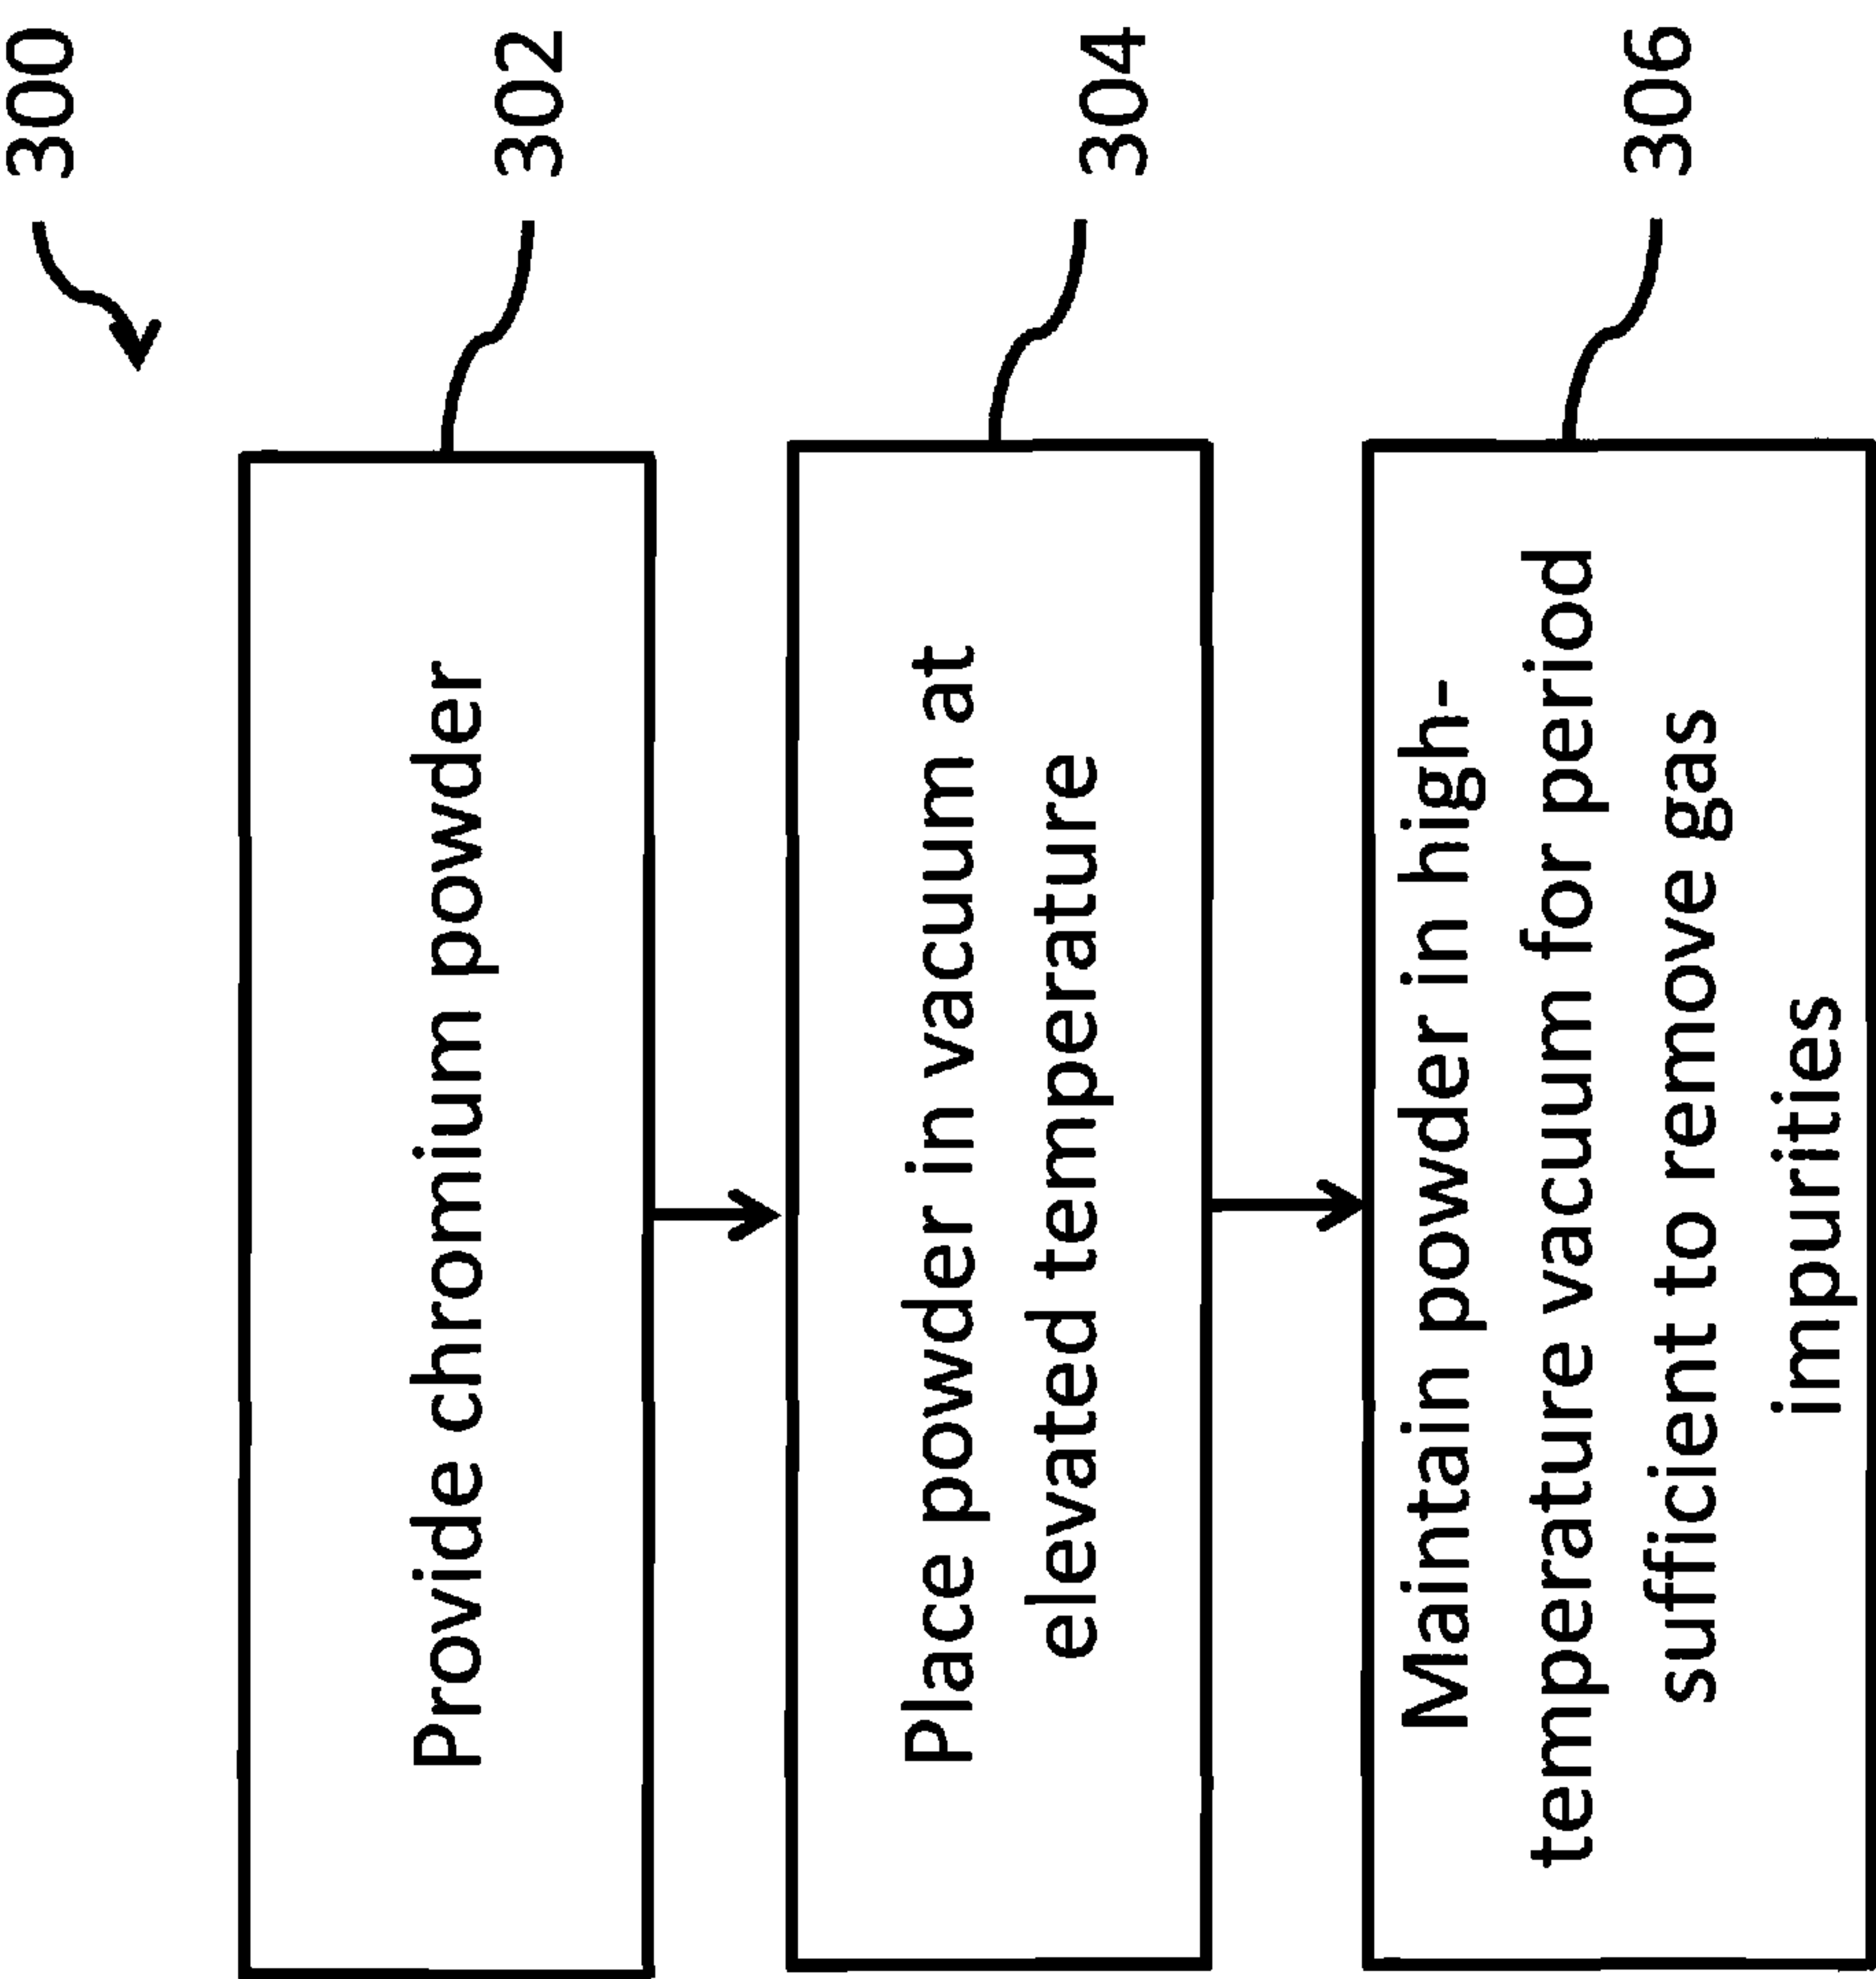 300
Provide chromium powder
302
Place powder in vacuum at
elevated temperature
304
Maintain powder in high-
temperature vacuum for period
sufficient to remove gas
impurities
306